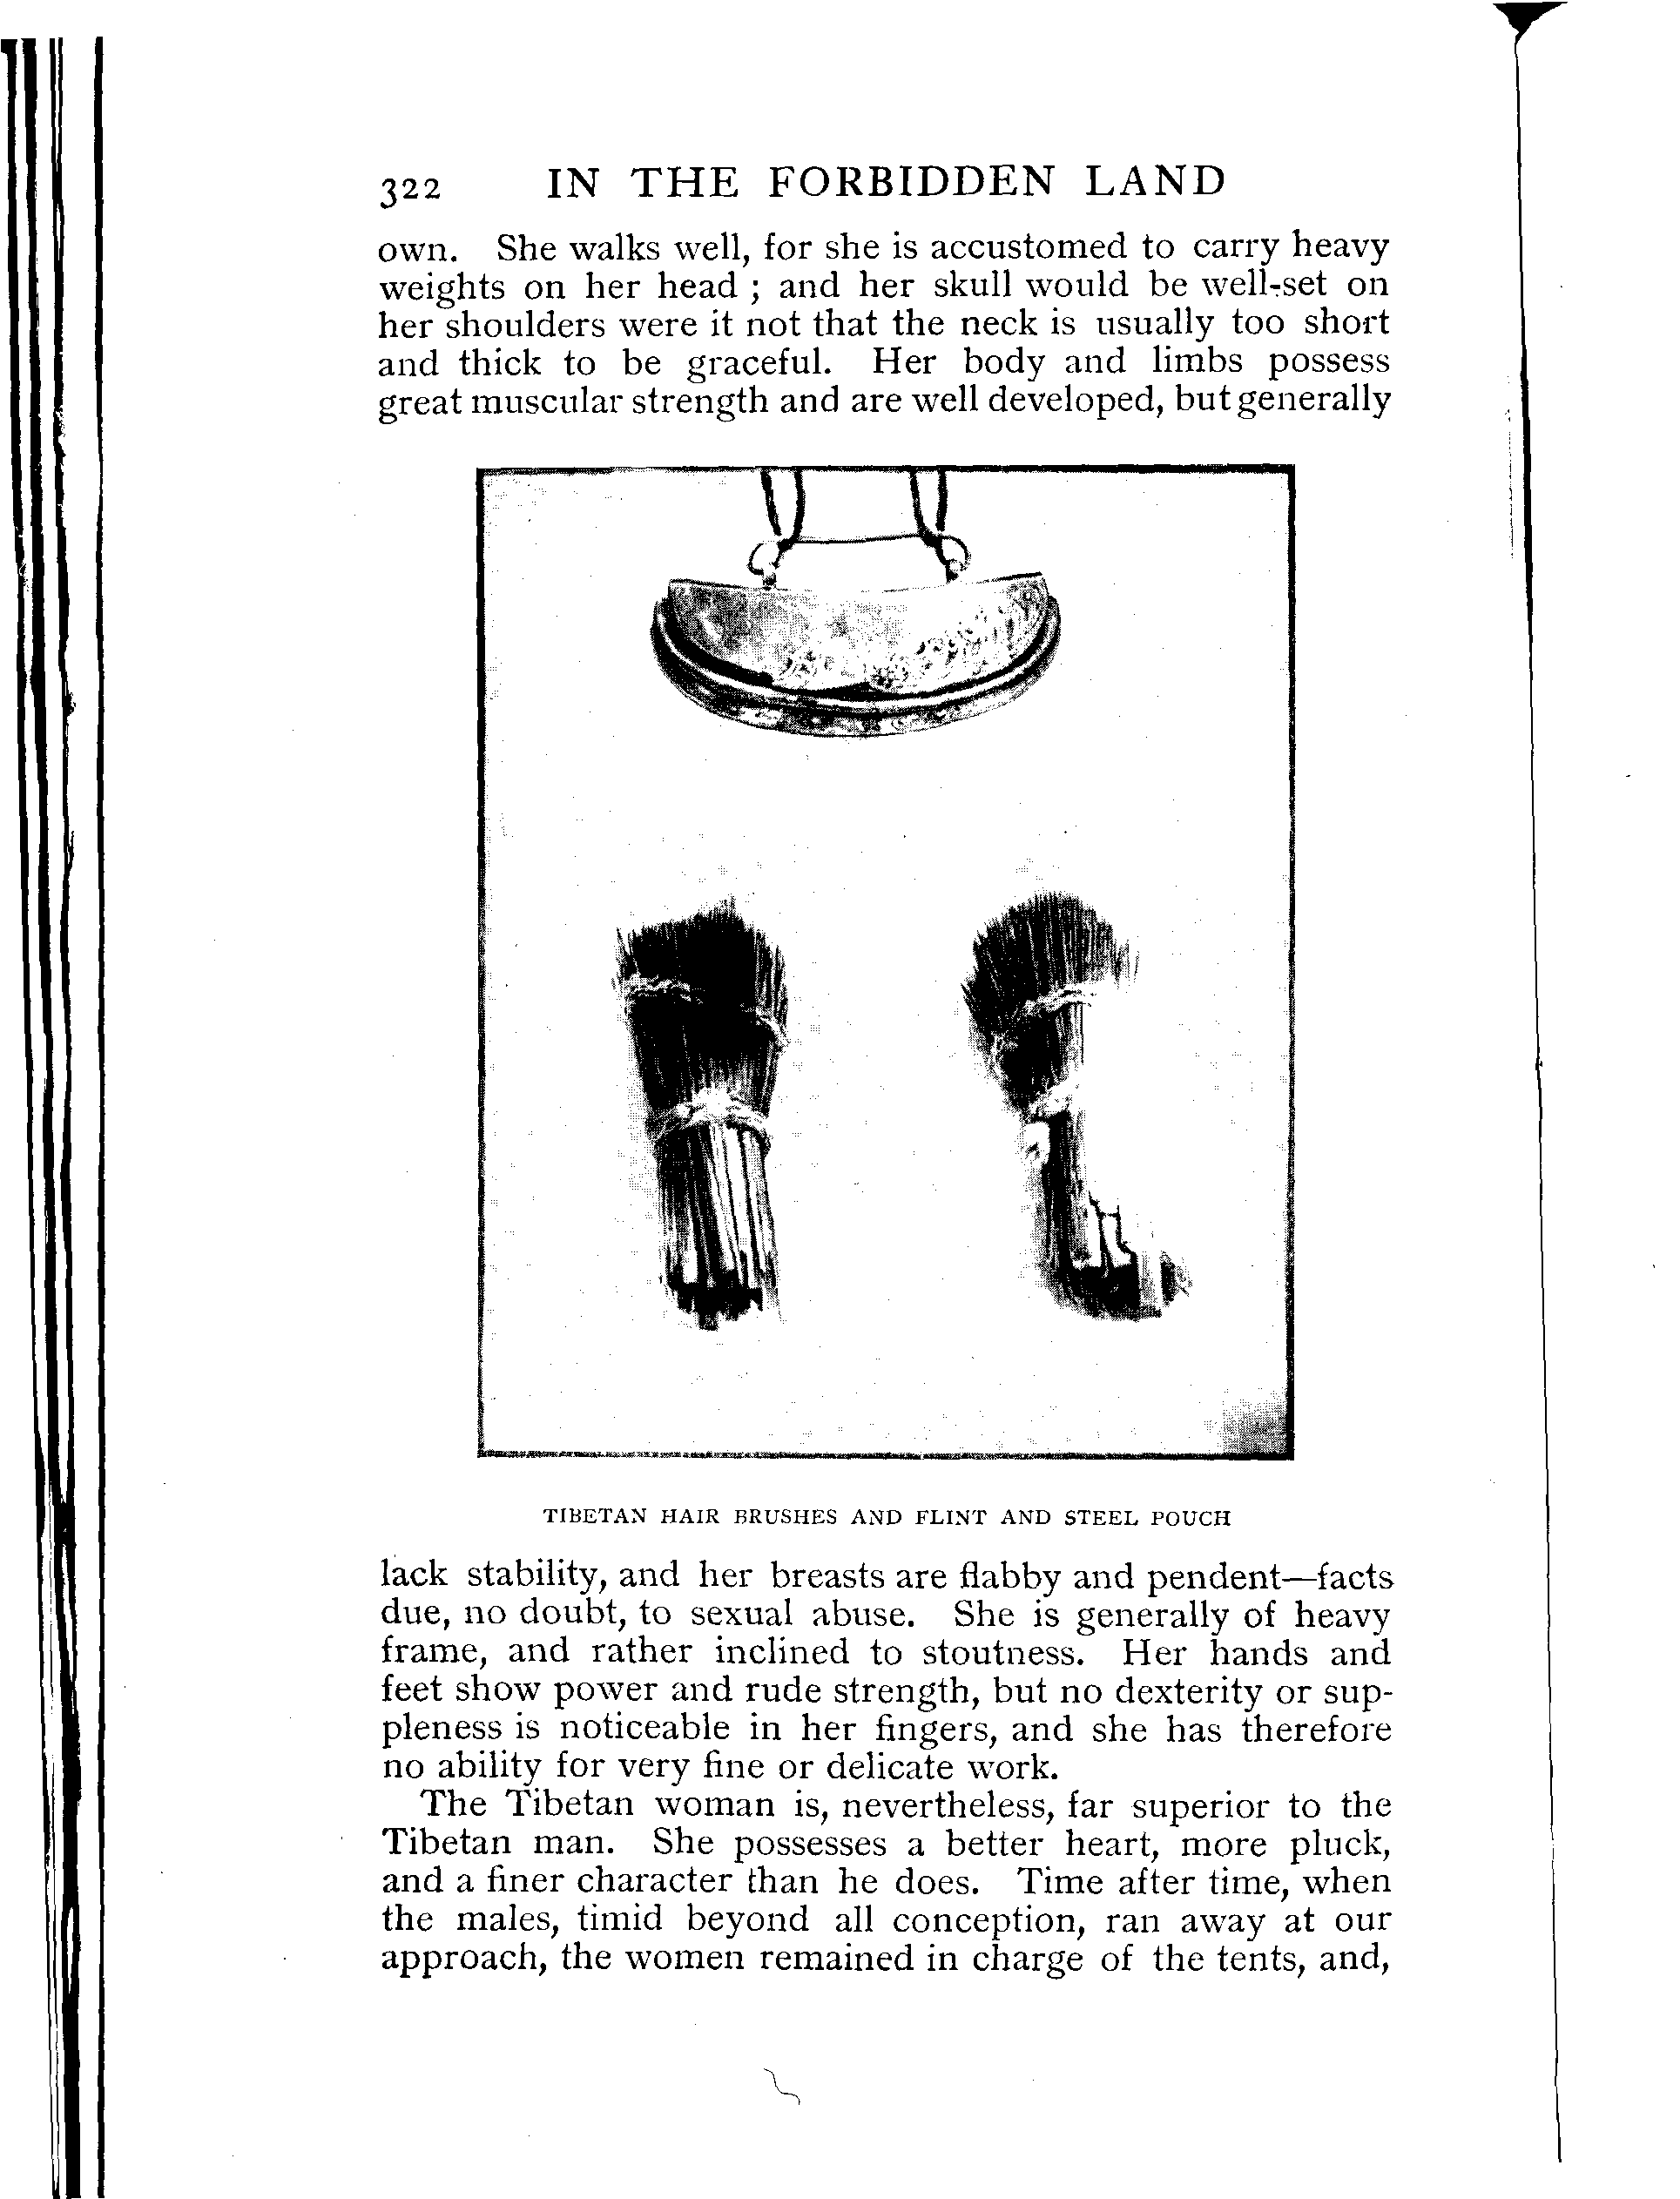 322 IN THE FORBIDDEN LAND
own. She walks well, for she is accustomed to carry heavy
weights on her head ; and her skull would be well-set on
her shoulders were it not that the neck is usually too short
and thick to be graceful. Her body and limbs possess
great muscular strength and are well developed, but generally
TIBETAN HAIR BRUSHES AND FLINT AND STEEL POUCH
lack stability, and her breasts are flabby and pendent—facts
due, no doubt, to sexual abuse. She is generally of heavy
frame, and rather inclined to stoutness. Her hands and
feet show power and rude strength, but no dexterity or sup-
pleness is noticeable in her fingers, and she has therefore
no ability for very fine or delicate work.
The Tibetan woman is, nevertheless, far superior to the
Tibetan man. She possesses a better heart, more pluck,
and a finer character than he does. Time after time, when
the males, timid beyond all conception, ran away at our
approach, the women remained in charge of the tents, and,